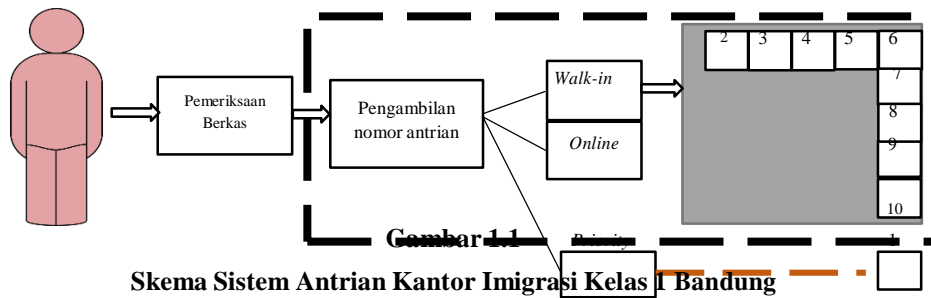 2 3 4 5 6
Walk-in
7
Pemeriksaan
Berkas
Pengambilan
nomor antrian
8
Online
9
10
Gambar 1.1
Priority
1
Skema Sistem Antrian Kantor Imigrasi Kelas 1 Bandung